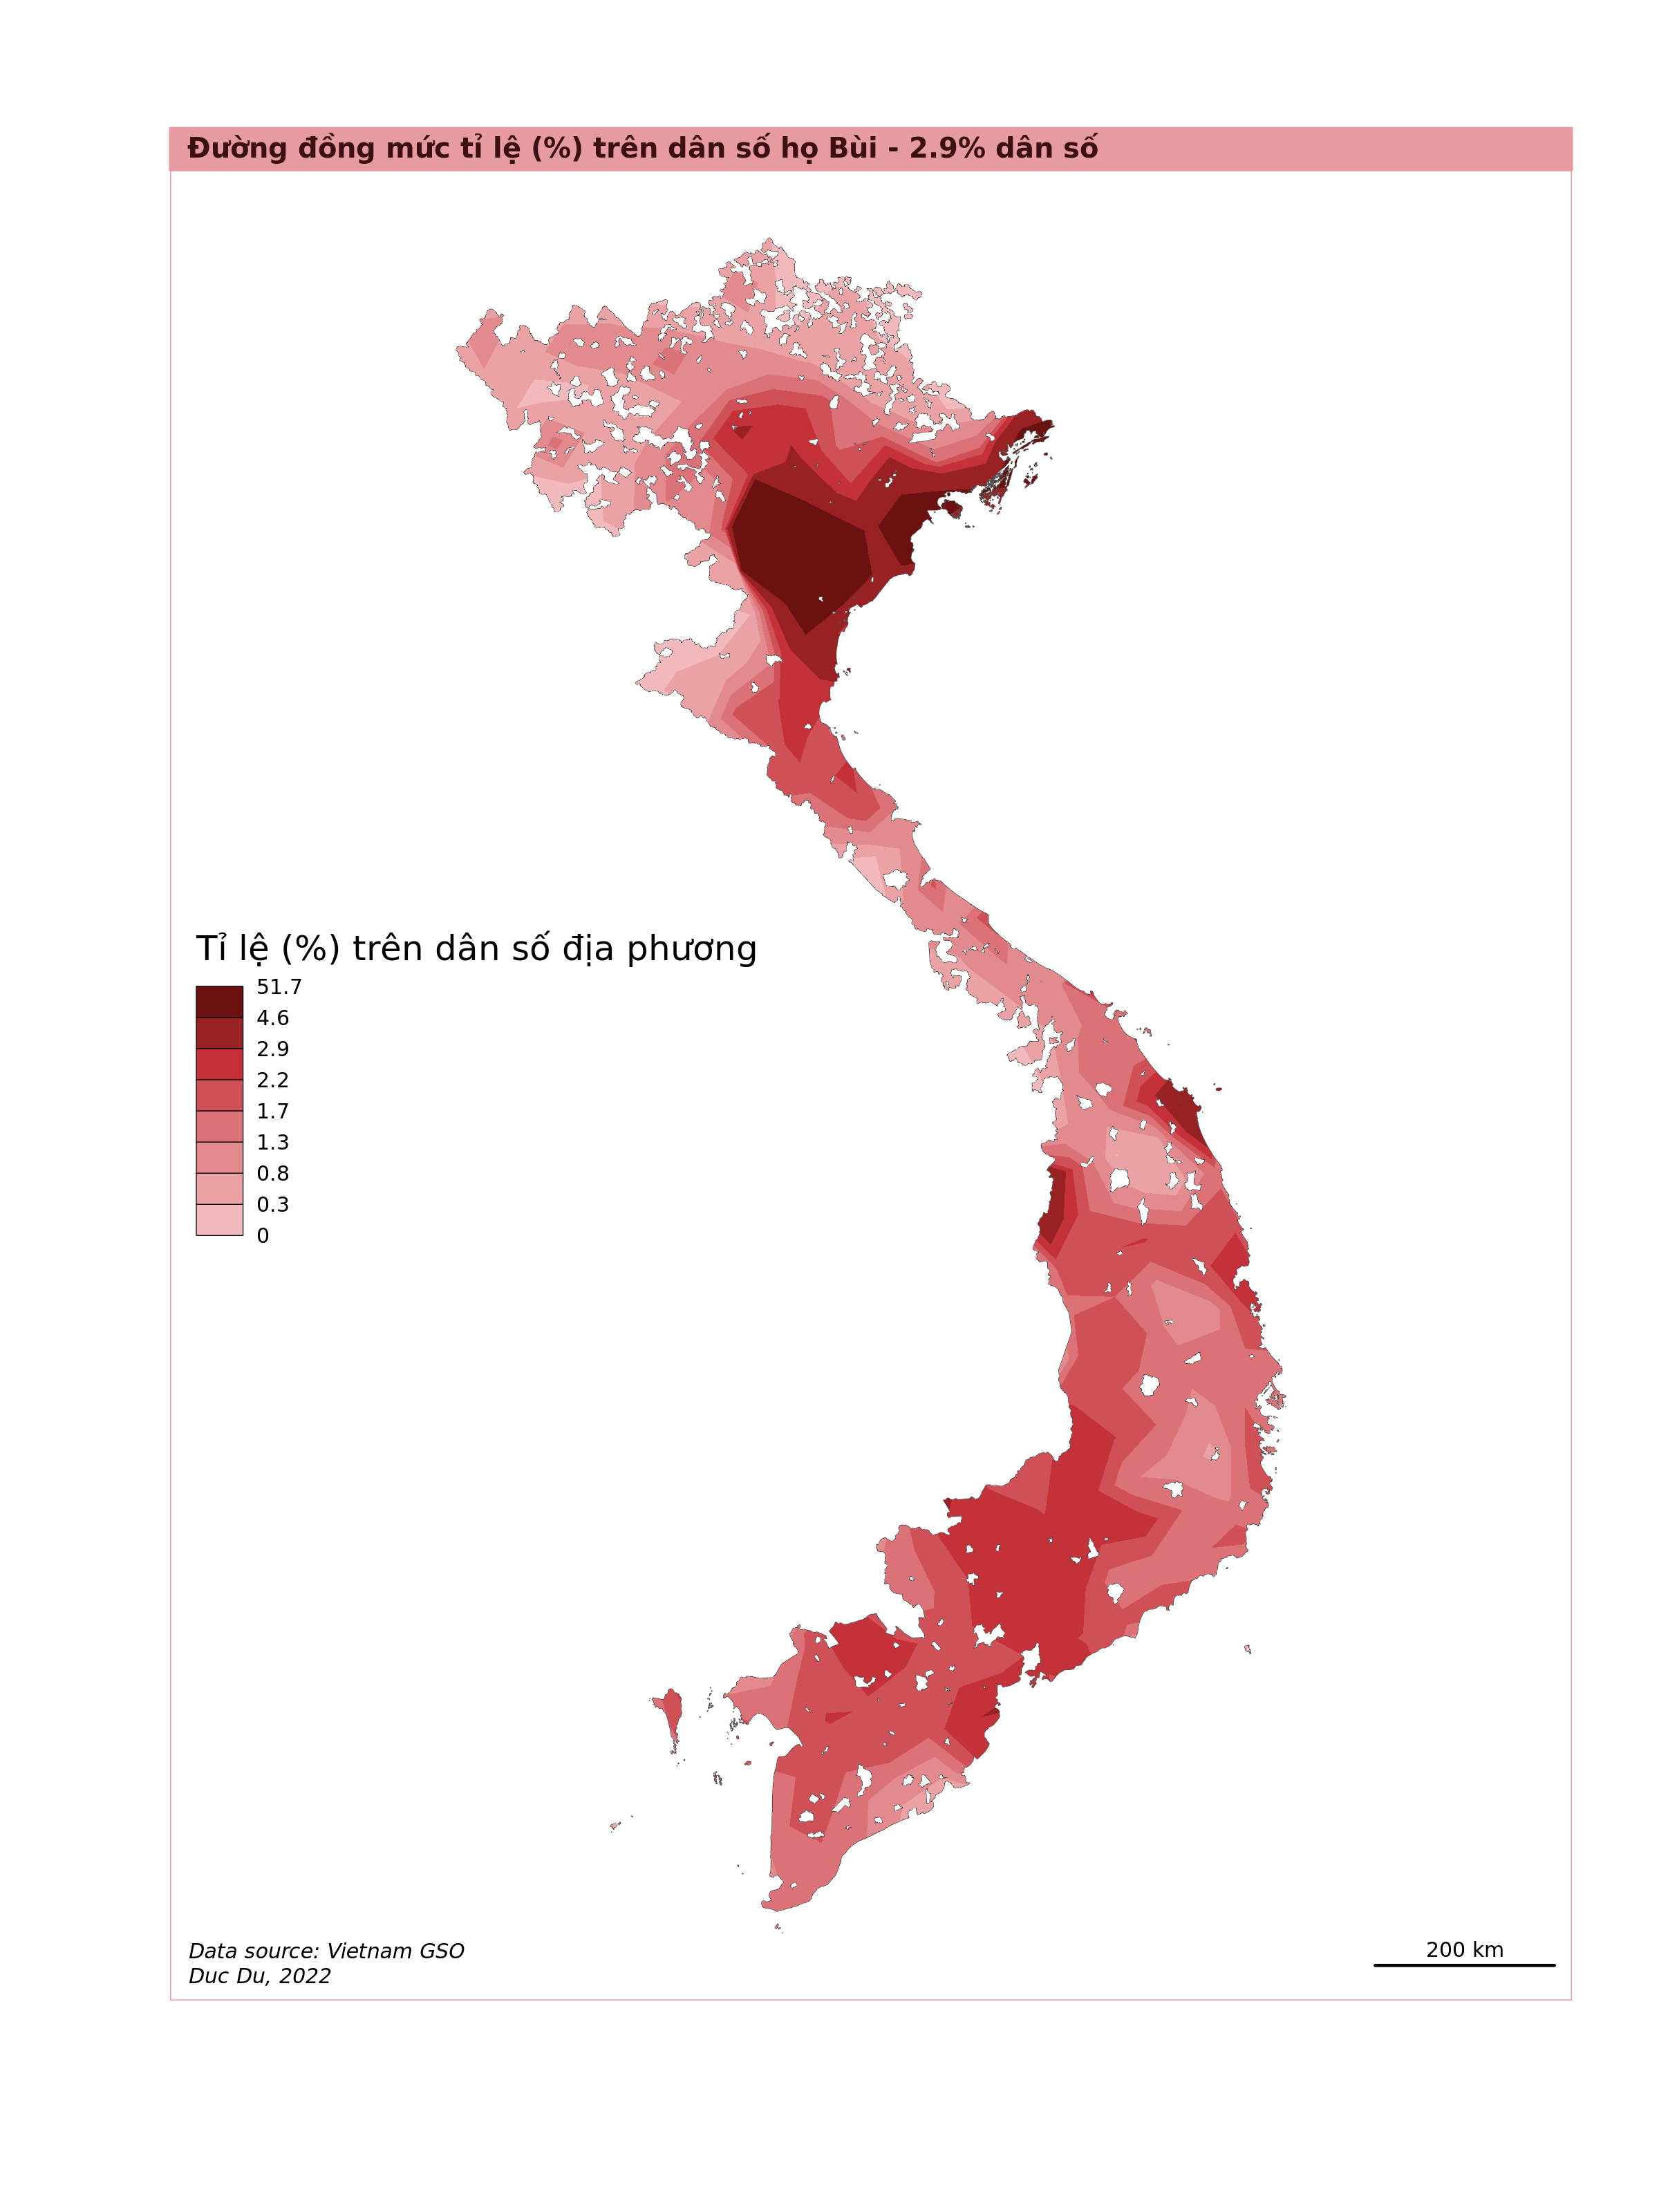 Đường đồng mức tỉ lệ (%) trên dân số họ Bùi - 2.9% dân số
Tỉ lệ (%) trên dân số địa phương
51.7
4.6
2.9
2.2
1.7
1.3
0.8
0.3
0
Data source: Vietnam GSO
Duc Du, 2022
200 km